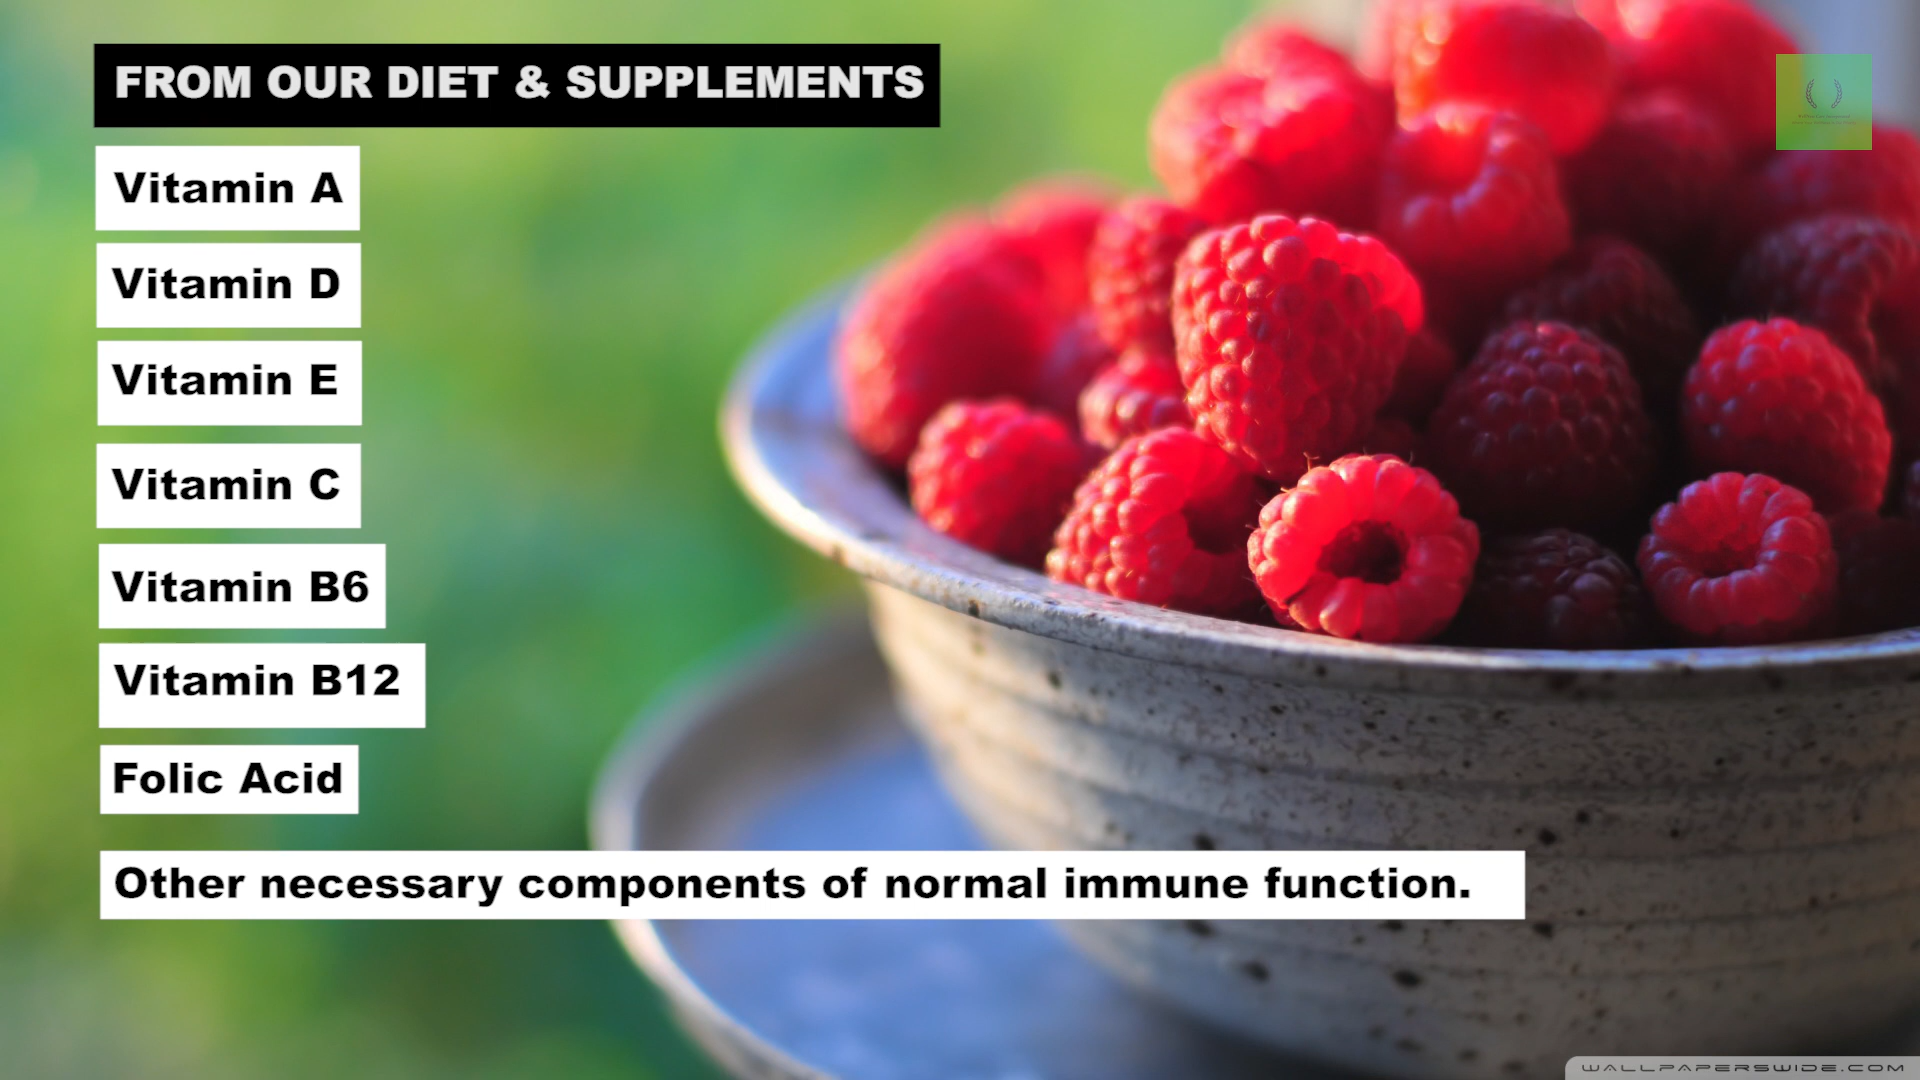 FROM OUR DIET & SUPPLEMENTS
Vitamin A
Vitamin D
Vitamin E
Vitamin C
Vitamin B6
Vitamin B12
Folic Acid
Other necessary components of normal immune function.
WALLPAPERSWIDE.COM